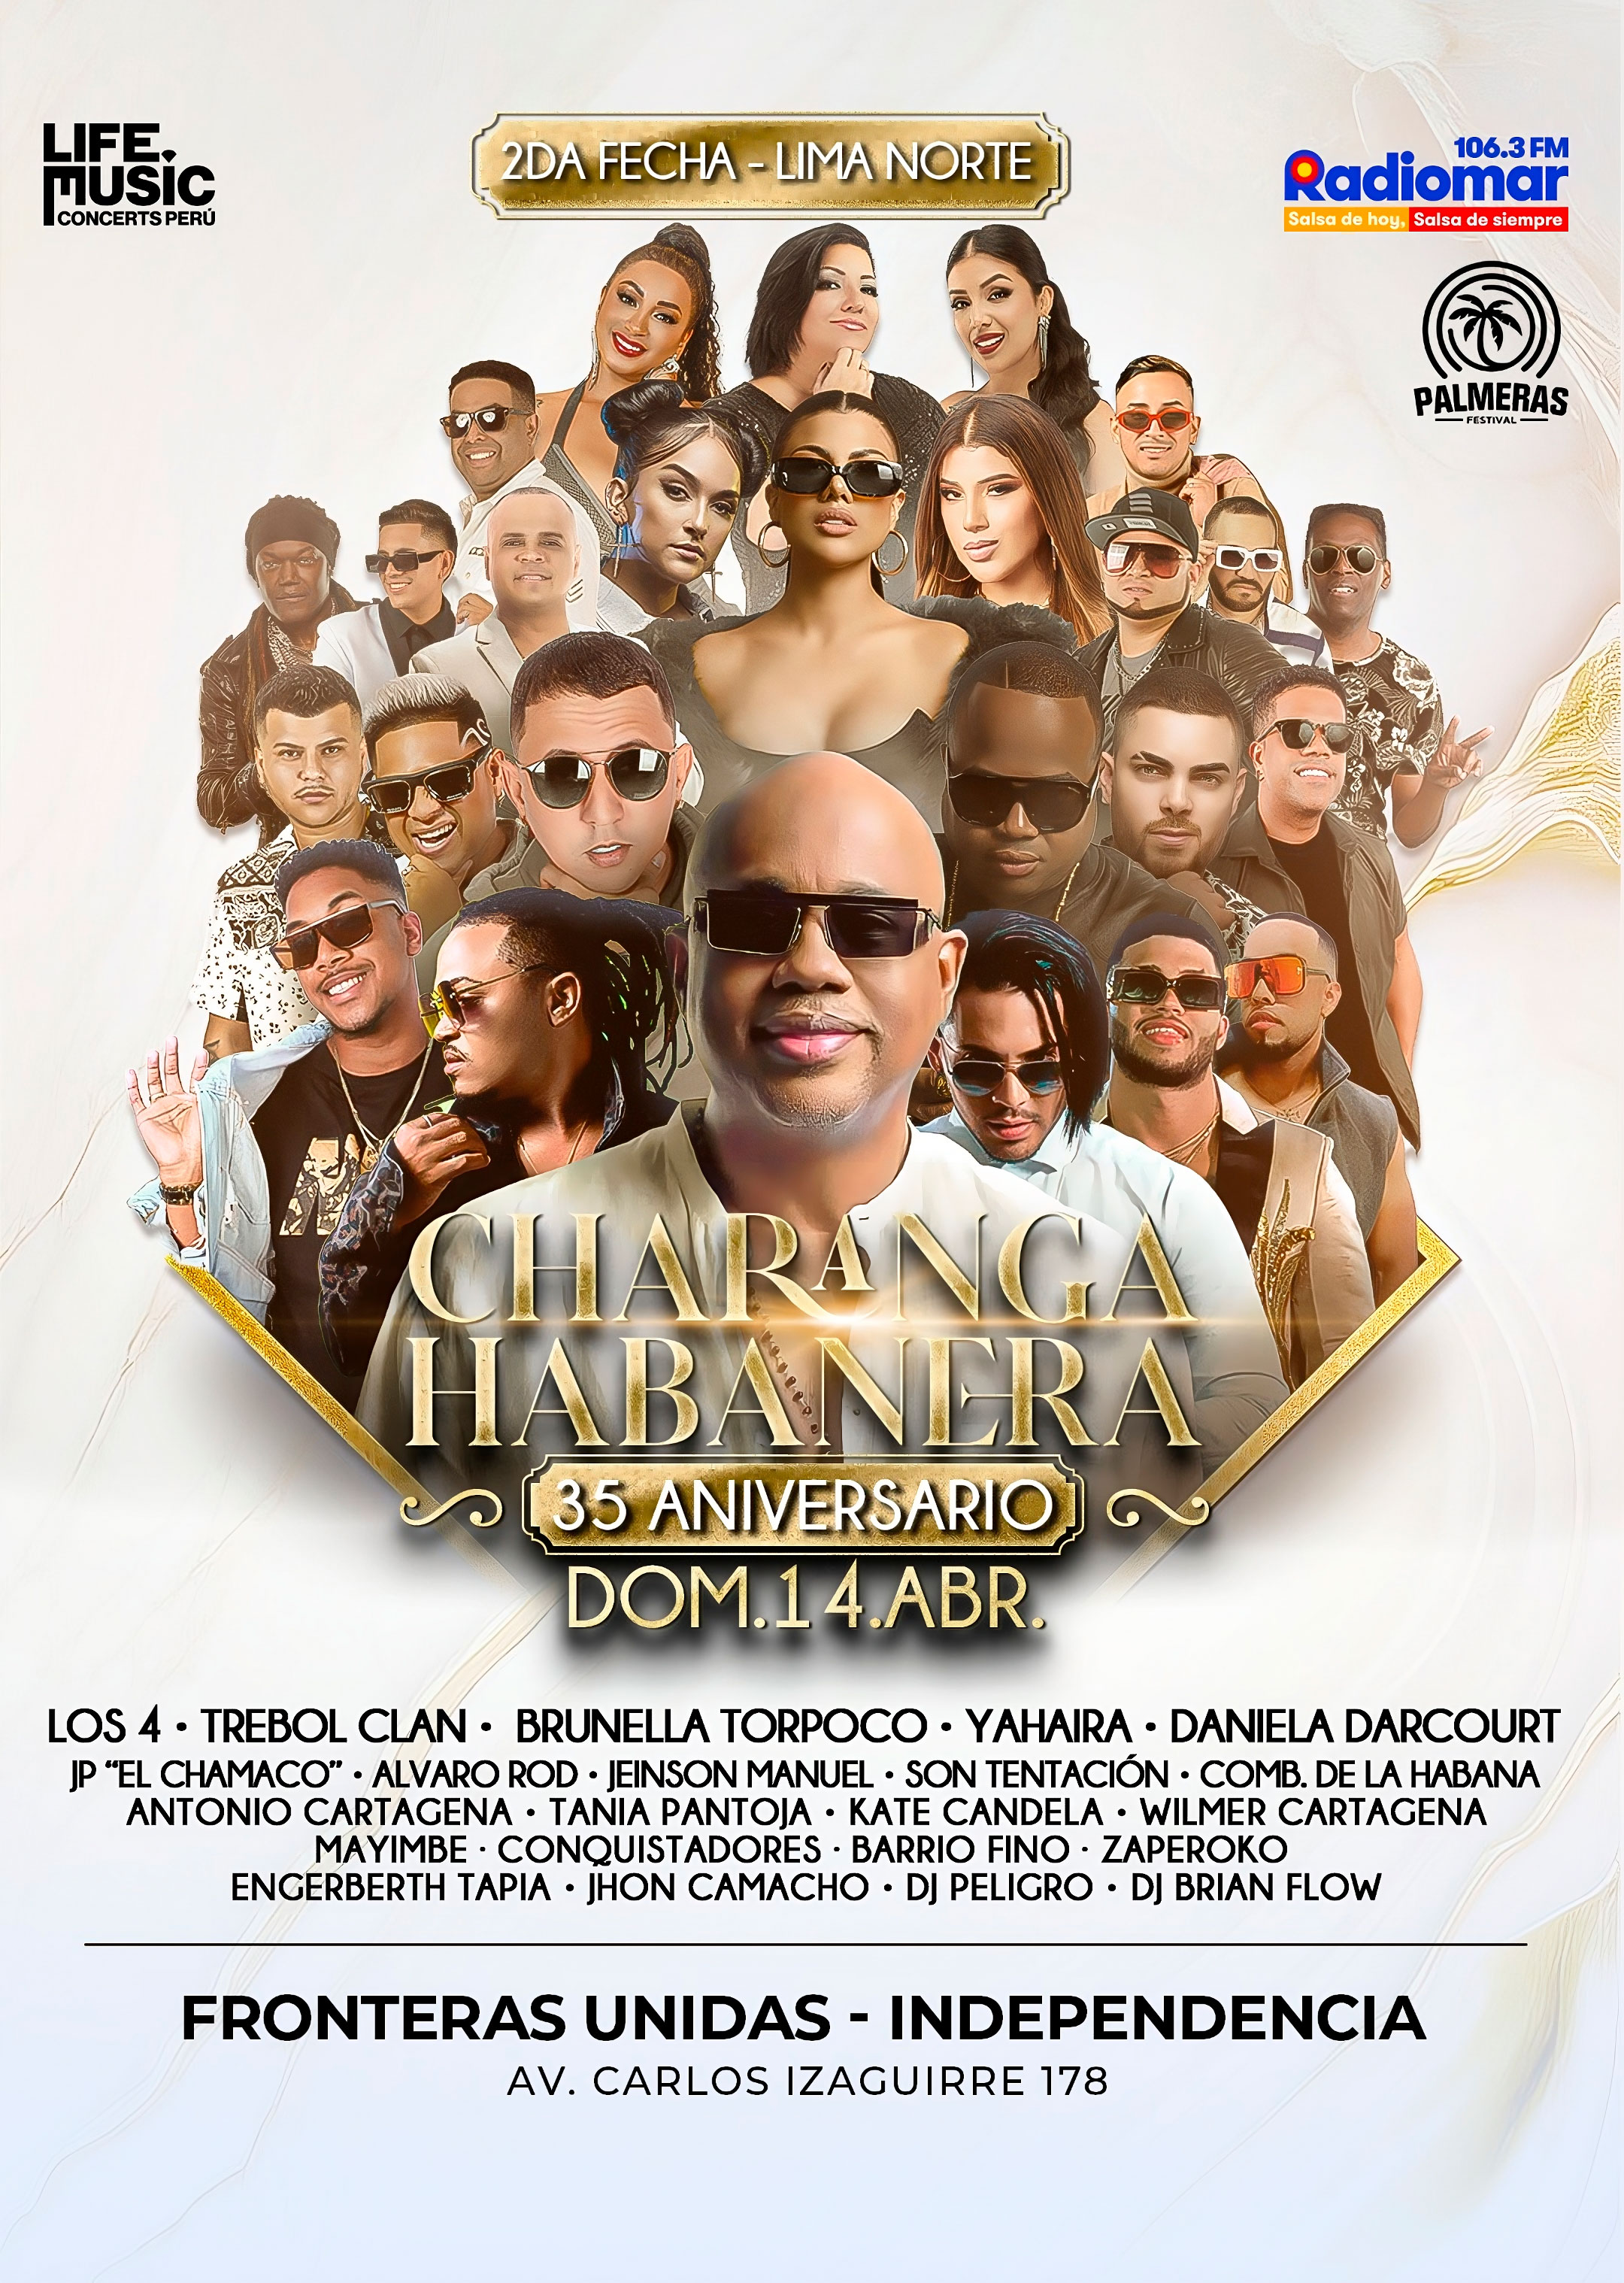 LIFE
MUSIC
CONCERTS PERÚ
2DA FECHA - LIMA NORTE
106.3 FM
Radiomar
Salsa de hoy, Salsa de siempre
PALMERAS
FESTIVAL
CHARANGA
HABANERA
35 ANIVERSARIO
DOM.14.ABR.
LOS 4 • TREBOL CLAN • BRUNELLA TORPOCO • YAHAIRA • DANIELA DARCOURT
JP “EL CHAMACO” • ALVARO ROD • JEINSON MANUEL • SON TENTACIÓN • COMB. DE LA HABANA
ANTONIO CARTAGENA • TANIA PANTOJA • KATE CANDELA • WILMER CARTAGENA
MAYIMBE • CONQUISTADORES • BARRIO FINO • ZAPEROKO
ENGERBERTH TAPIA • JHON CAMACHO • DJ PELIGRO • DJ BRIAN FLOW
FRONTERAS UNIDAS - INDEPENDENCIA
AV. CARLOS IZAGUIRRE 178